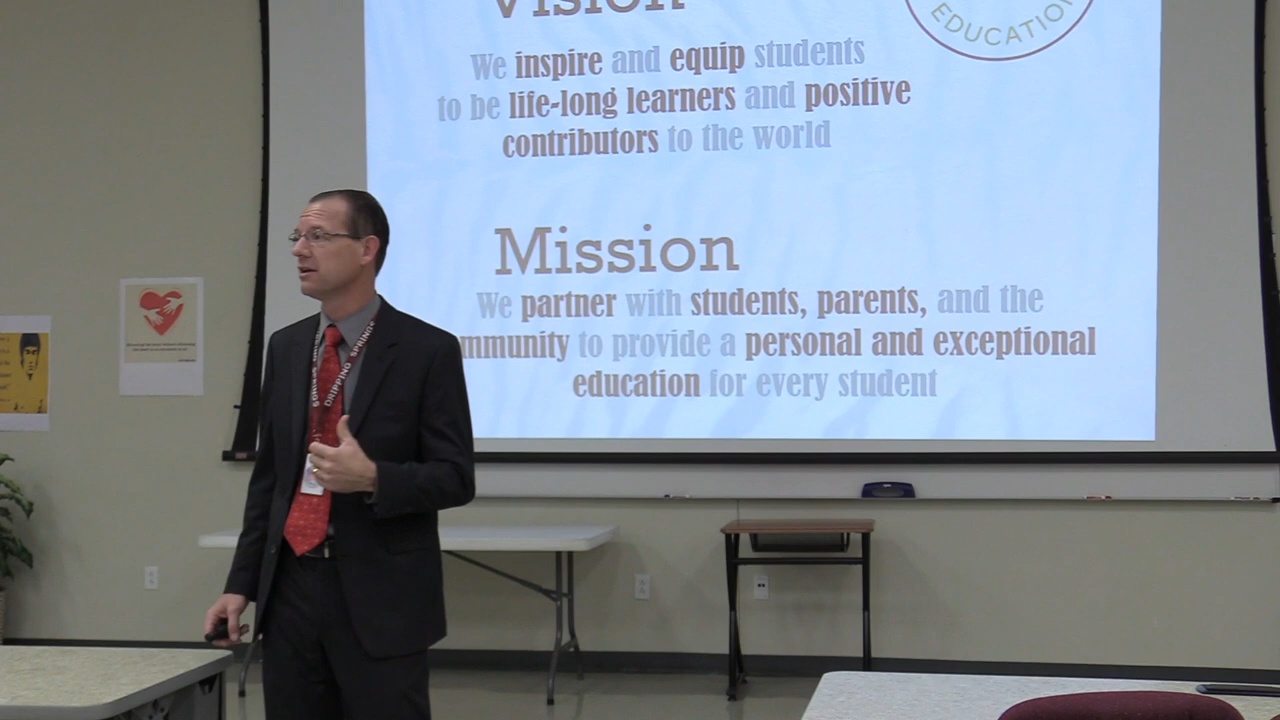 Vision
EDUCATION
We inspire and equip students
to be life-long learners and positive
contributors to the world
Mission
We partner with students, parents, and the
mmunity to provide a personal and exceptional
education for every student
DRIPPING SPRINGS